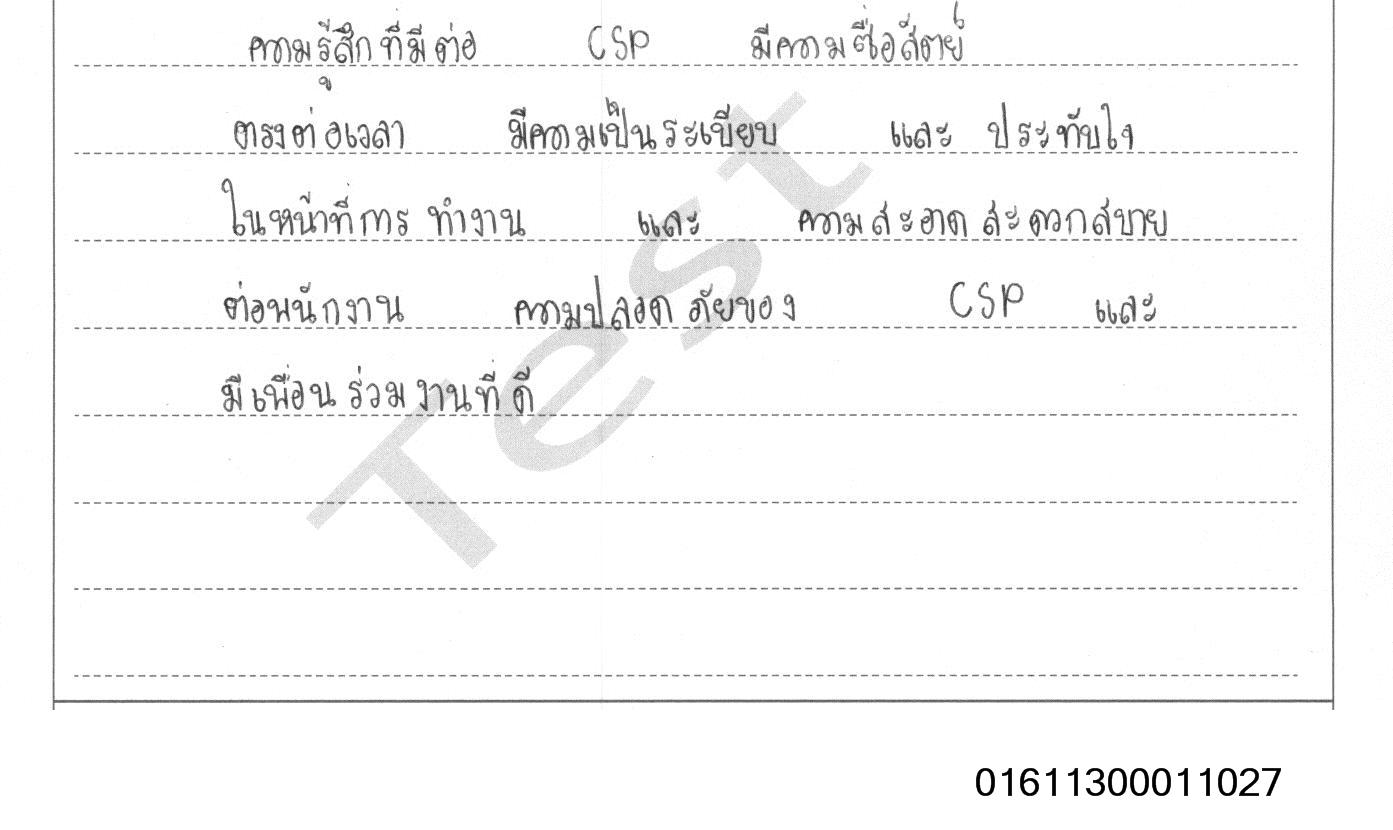 ความรู้สึกที่มีต่อ CSP มีความซื่อสัตย์
ตรงต่อเวลา มีความเป็นระเบียบ และ ประทับใจ
ในหน้าที่การ ทำงาน และ ความสะอาด สะดวกสบาย
ต่อพนักงาน ความปลอดภัยของ CSP และ
มีเพื่อนร่วมงานที่ดี
Test
01611300011027